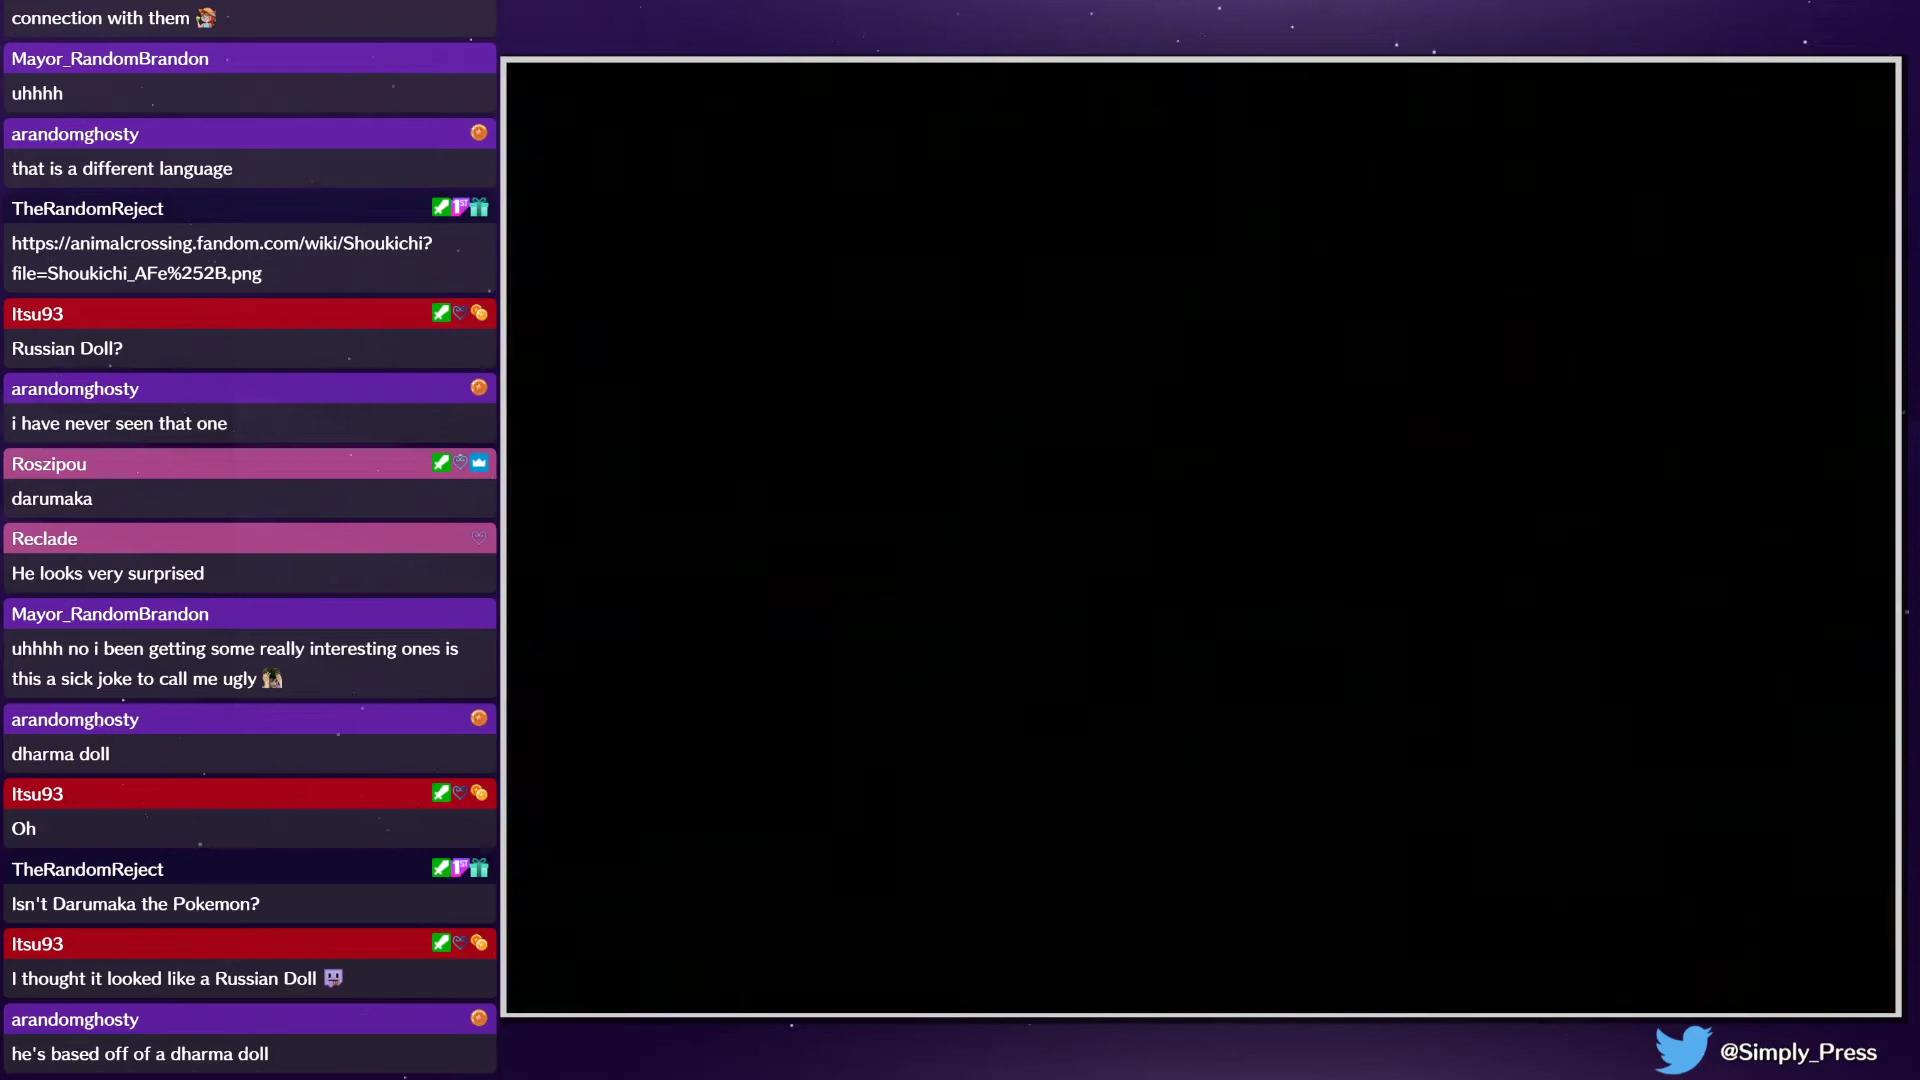 connection with them
Mayor_RandomBrandon
uhhhh
arandomghosty
that is a different language
TheRandomReject
https://animalcrossing.fandom.com/wiki/Shoukichi?
file=Shoukichi_AFe%252B.png
Itsu93
Russian Doll?
arandomghosty
i have never seen that one
Roszipou
darumaka
Reclade
He looks very surprised
Mayor_RandomBrandon
uhhhh no i been getting some really interesting ones is
this a sick joke to call me ugly
arandomghosty
dharma doll
Itsu93
Oh
TheRandomReject
Isn't Darumaka the Pokemon?
Itsu93
I thought it looked like a Russian Doll
arandomghosty
he's based off of a dharma doll
@Simply_Press